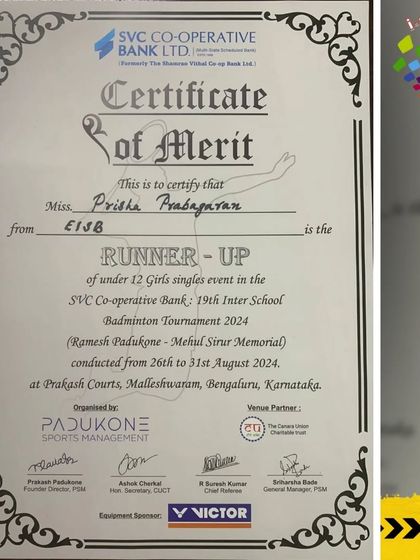 SVC CO-OPERATIVE
BANK LTD. (Multi-State Scheduled Bank)
(Formerly The Shamrao Vithal Co-op Bank Ltd.)
Certificate
of Merit
This is to certify that
Miss. Prisha Prabagaran
from EISB is the
RUNNER - UP
of under 12 Girls singles event in the
SVC Co-operative Bank : 19th Inter School
Badminton Tournament 2024
(Ramesh Padukone - Mehul Sirur Memorial)
conducted from 26th to 31st August 2024.
at Prakash Courts, Malleshwaram, Bengaluru, Karnataka.
Organised by: Venue Partner :
PADUKONE
SPORTS MANAGEMENT
The Canara Union
Charitable trust
Prakash Padukone Ashok Cherkal R Suresh Kumar Sriharsha Bade
Founder Director, PSM Hon. Secretary, CUCT Chief Referee General Manager, PSM
Equipment Sponsor: VICTOR